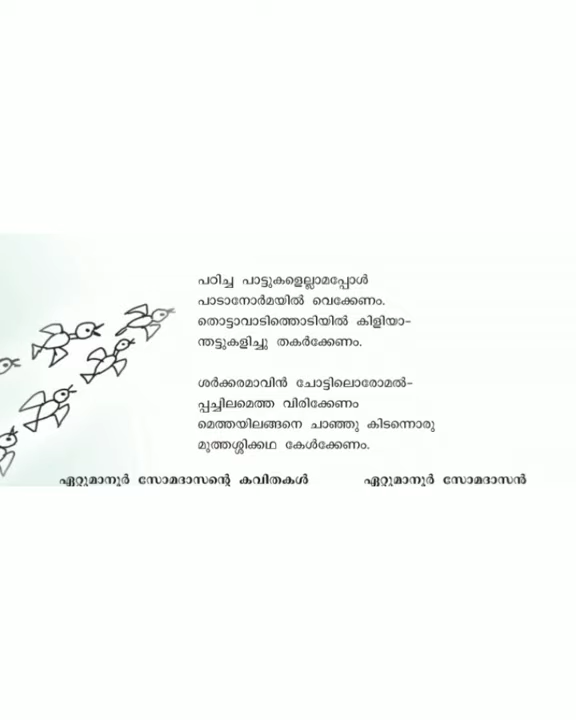 പഠിച്ച പാട്ടുകളെല്ലാമപ്പോൾ
പാടാനോർമയിൽ വെക്കേണം.
തൊട്ടാവാടിത്തൊടിയിൽ കിളിയാ-
ന്തട്ടുകളിച്ചു തകർക്കേണം.
ശർക്കരമാവിൻ ചോട്ടിലൊരോമൽ-
പ്പച്ചിലമെത്ത വിരിക്കേണം
മെത്തയിലങ്ങനെ ചാഞ്ഞു കിടന്നൊരു
മുത്തശ്ശിക്കഥ കേൾക്കേണം.
ഏറ്റുമാനൂർ സോമദാസന്റെ കവിതകൾ ഏറ്റുമാനൂർ സോമദാസൻ